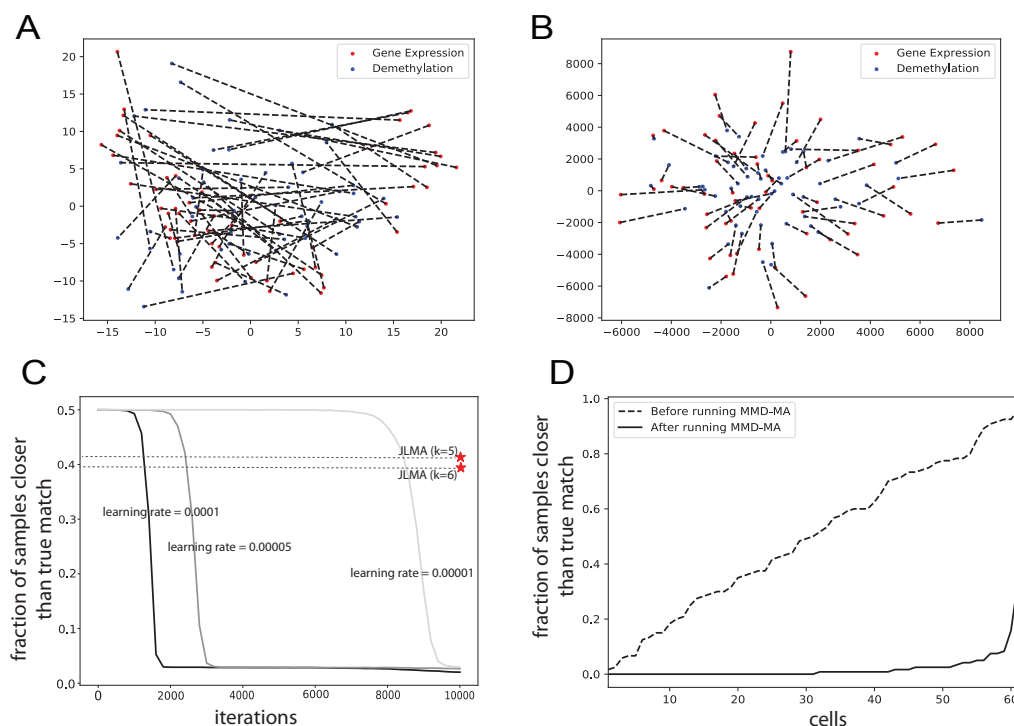 A
B
Gene Expression
Demethylation
20
15
10
5
0
−5
−10
−15
−15
−10
−5
0
5
10
15
20
Gene Expression
Demethylation
8000
6000
4000
2000
0
−2000
−4000
−6000
−8000
−6000
−4000
−2000
0
2000
4000
6000
8000
C
D
fraction of samples closer
than true match
0.5
0.4
0.3
0.2
0.1
0.0
JLMA (k=5)
JLMA (k=6)
learning rate = 0.0001
learning rate = 0.00005
learning rate = 0.00001
0
2000
4000
6000
8000
10000
iterations
fraction of samples closer
than true match
1.0
0.8
0.6
0.4
0.2
0.0
Before running MMD-MA
After running MMD-MA
10
20
30
40
50
60
cells